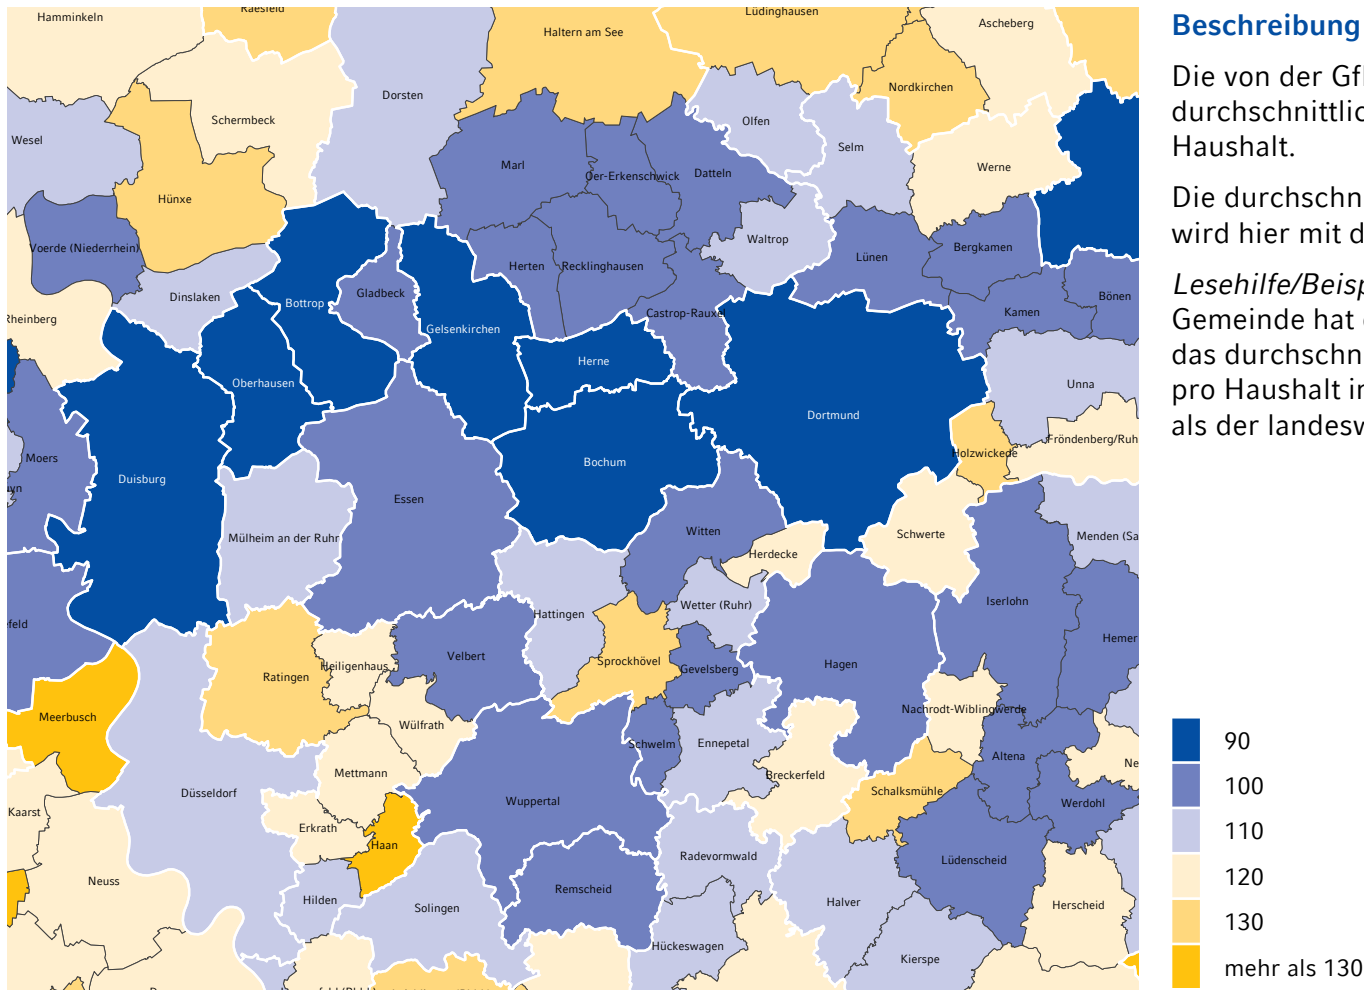 Hamminkeln
Raesfeld
Haltern am See
Lüdinghausen
Ascheberg
Nordkirchen
Dorsten
Schermbeck
Wesel
Olfen
Selm
Marl
Oer-Erkenschwick
Datteln
Werne
Hünxe
Voerde (Niederrhein)
Waltrop
Lünen
Bergkamen
Herten
Recklinghausen
Dinslaken
Gladbeck
Bottrop
Bönen
Rheinberg
Gelsenkirchen
Castrop-Rauxel
Kamen
Herne
Oberhausen
Unna
Dortmund
Fröndenberg/Ruh
Holzwickede
Moers
Bochum
Duisburg
Essen
Mülheim an der Ruhr
Witten
Schwerte
Menden (Sa
Herdecke
Iserlohn
Wetter (Ruhr)
Hattingen
efeld
Hemer
Velbert
Sprockhövel
Gevelsberg
Hagen
Heiligenhaus
Ratingen
Meerbusch
Nachrodt-Wiblingwerde
Wülfrath
Schwelm
Ennepetal
Altena
Ne
Mettmann
Breckerfeld
Düsseldorf
Schalksmühle
Wuppertal
Werdohl
Kaarst
Erkrath
Haan
Radevormwald
Lüdenscheid
Neuss
Remscheid
Hilden
Solingen
Halver
Herscheid
Hückeswagen
Kierspe
Beschreibung
Die von der Gf
durchschnittlic
Haushalt.
Die durchschn
wird hier mit d
Lesehilfe/Beisp
Gemeinde hat
das durchschn
pro Haushalt i
als der landesw
90
100
110
120
130
mehr als 130